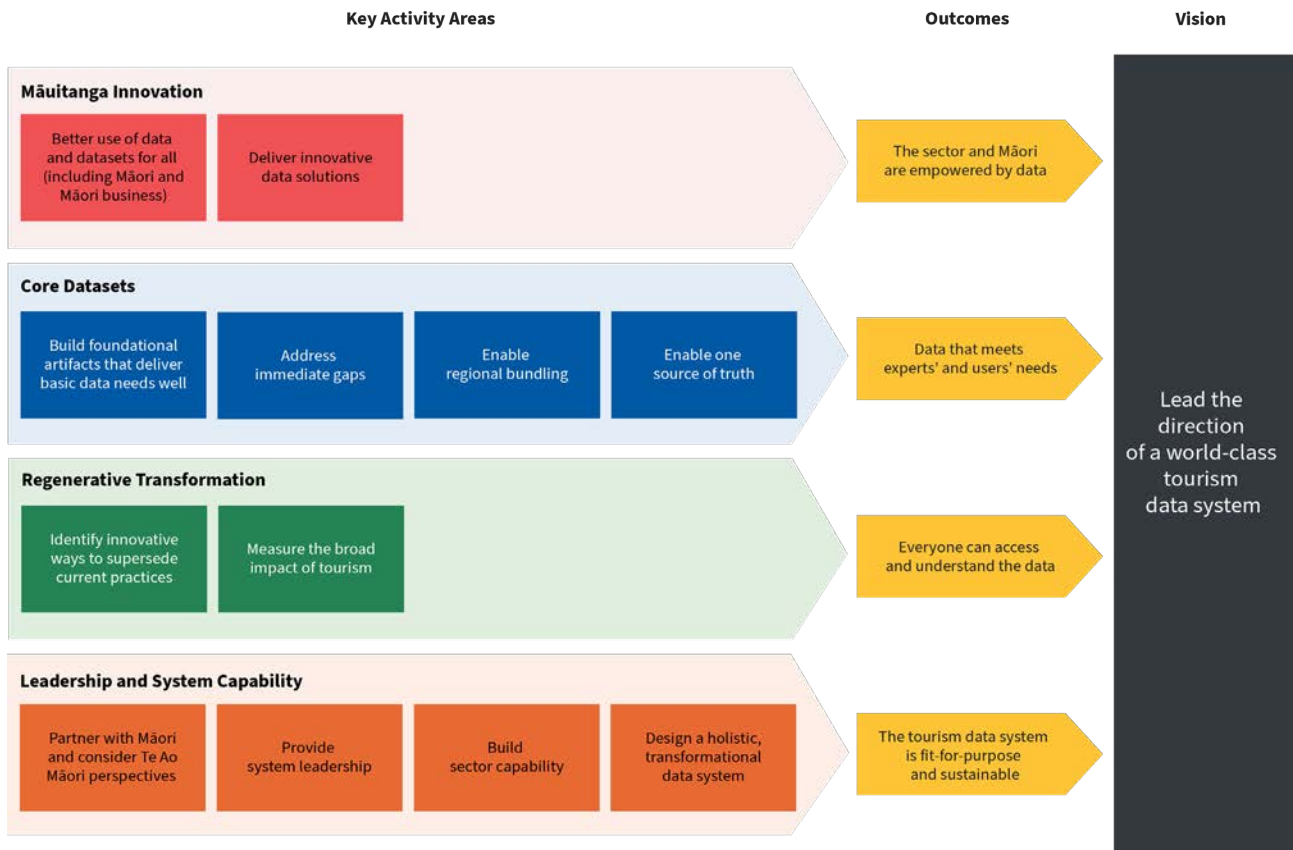 Key Activity Areas
Outcomes
Vision
Māuitanga Innovation
Better use of data
and datasets for all
(including Māori and
Māori business)
Deliver innovative
data solutions
The sector and Māori
are empowered by data
Core Datasets
Build foundational
artifacts that deliver
basic data needs well
Address
immediate gaps
Enable
regional bundling
Enable one
source of truth
Data that meets
experts' and users' needs
Regenerative Transformation
Identify innovative
ways to supersede
current practices
Measure the broad
impact of tourism
Everyone can access
and understand the data
Leadership and System Capability
Partner with Māori
and consider Te Ao
Māori perspectives
Provide
system leadership
Build
sector capability
Design a holistic,
transformational
data system
The tourism data system
is fit-for-purpose
and sustainable
Lead the
direction
of a world-class
tourism
data system